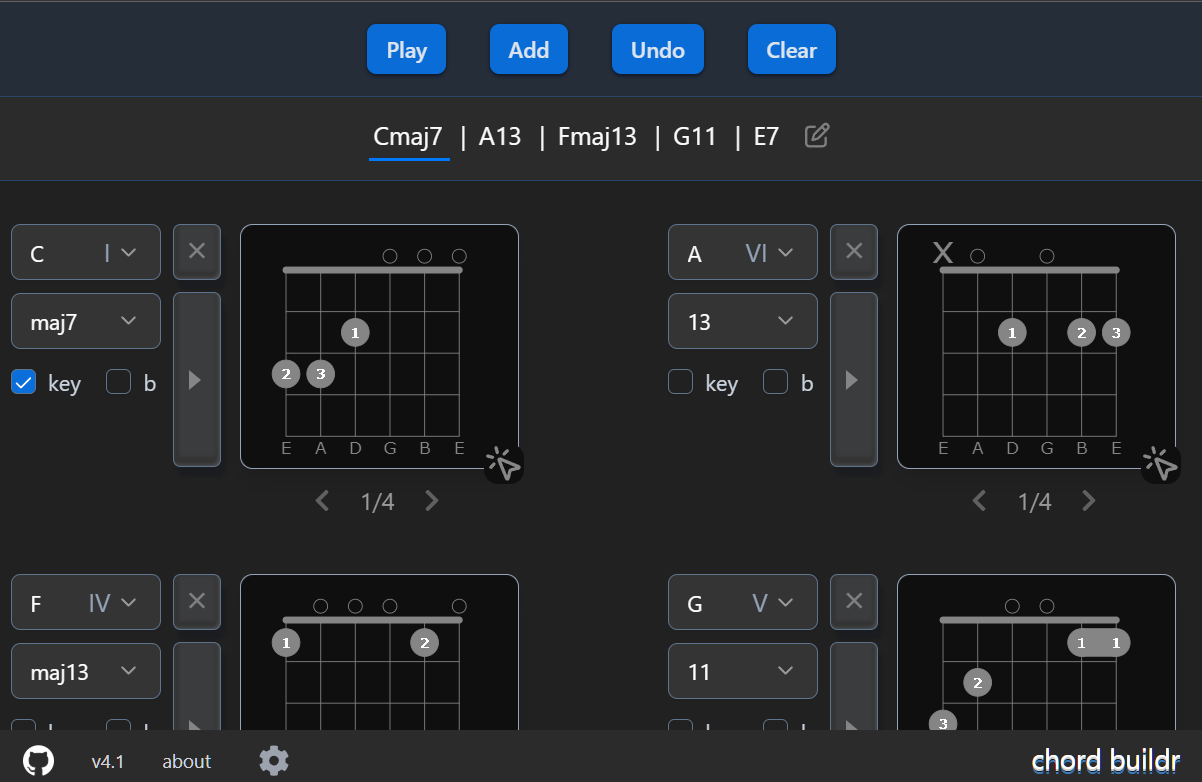 Play Add Undo Clear
Cmaj7 | A13 | Fmaj13 | G11 | E7
C I
maj7
key b
1
2 3
E A D G B E
1/4
A VI
13
key b
X
1 2 3
E A D G B E
1/4
F IV
maj13
1 2
G V
11
1 1
2
3
v4.1 about
chord buildr